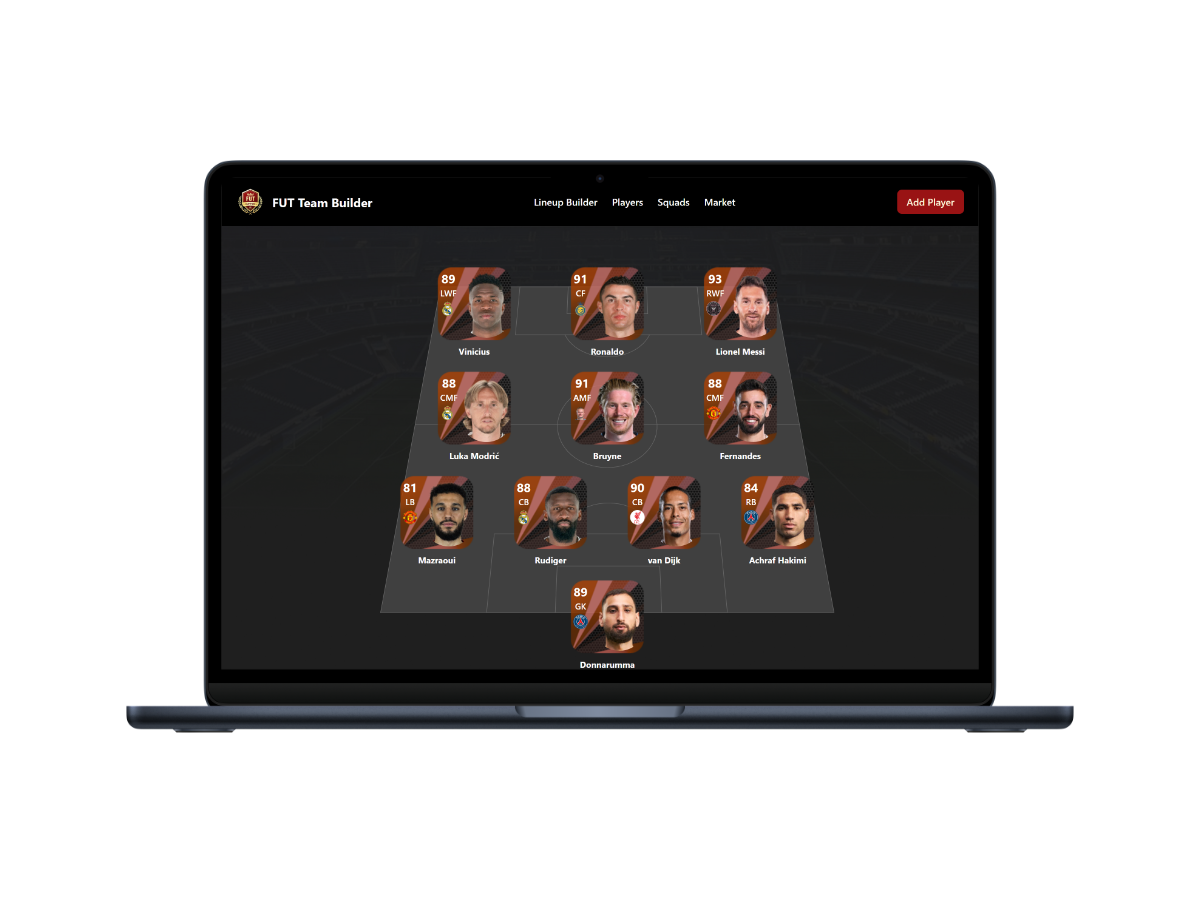 FUT
FUT Team Builder
Lineup Builder Players Squads Market
Add Player
89 91 93
LWF CF RWF
Vinicius Ronaldo Lionel Messi
88 91 88
CMF AMF CMF
Luka Modrić Bruyne Fernandes
81 88 90 84
LB CB CB RB
Mazraoui Rudiger van Dijk Achraf Hakimi
89
GK
Donnarumma